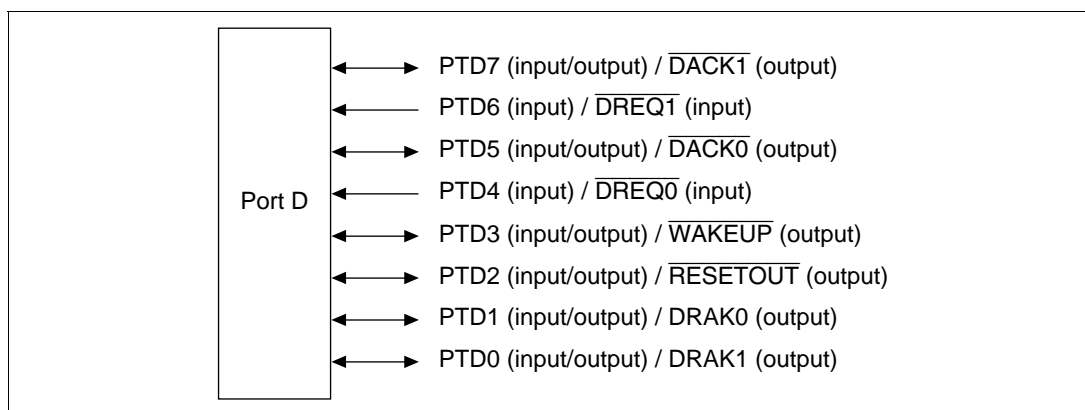 Port D
PTD7 (input/output) / DACK1 (output)
PTD6 (input) / DREQ1 (input)
PTD5 (input/output) / DACK0 (output)
PTD4 (input) / DREQ0 (input)
PTD3 (input/output) / WAKEUP (output)
PTD2 (input/output) / RESETOUT (output)
PTD1 (input/output) / DRAK0 (output)
PTD0 (input/output) / DRAK1 (output)